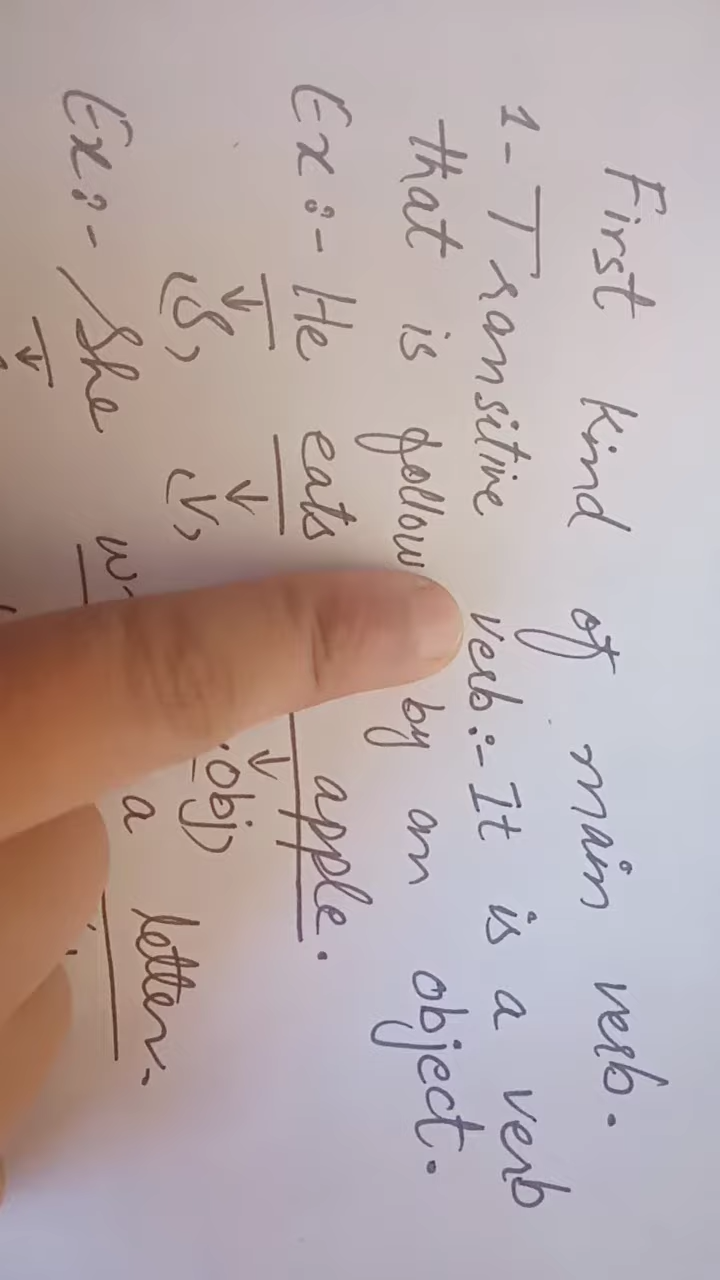 First kind of main verb.
1- Transitive verb:- It is a verb
that is follow by an object.
Ex:- He eats apple.
(S) (V) obj)
Ex:- She a letter.